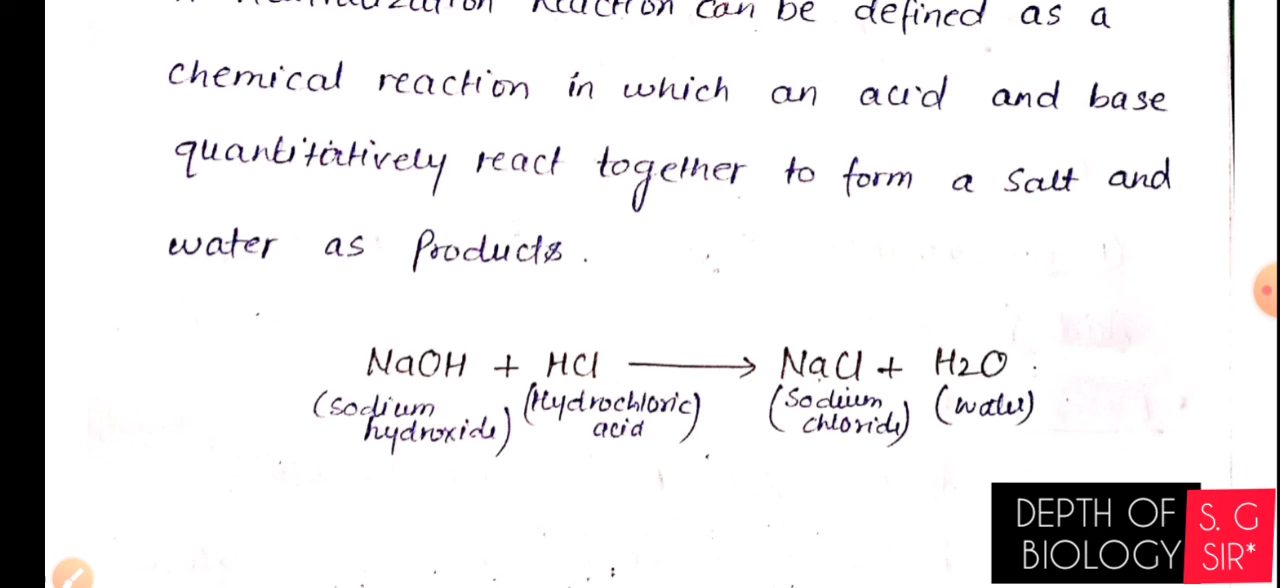 Reaction can be defined as a
chemical reaction in which an acid and base
quantitatively react together to form a salt and
water as Products.
NaOH + HCl ⟶ NaCl + H2O
(Sodium hydroxide) (Hydrochloric acid) (Sodium chloride) (water)
DEPTH OF BIOLOGY
S. G SIR*